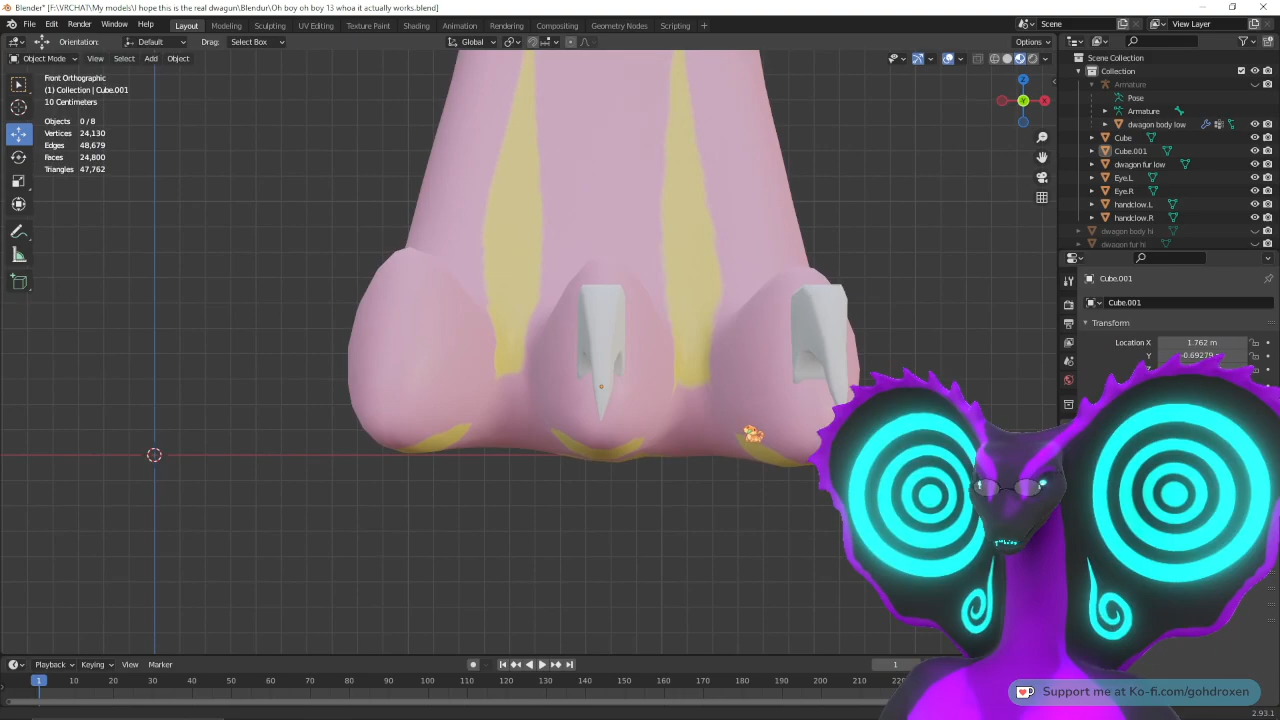 Blender* [F:\VRCHAT\My models\I hope this is the real dwagun\Blendur\Oh boy oh boy 13 whoa it actually works.blend]
File Edit Render Window Help Layout Modeling Sculpting UV Editing Texture Paint Shading Animation Rendering Compositing Geometry Nodes Scripting + Scene View Layer
Orientation: Default Drag: Select Box Global Options
Object Mode View Select Add Object
Front Orthographic
(1) Collection | Cube.001
10 Centimeters
Objects 0/8
Vertices 24,130
Edges 48,679
Faces 24,800
Triangles 47,762
Z
Y
X
Scene Collection
Collection
Armature
Pose
Armature
dwagon body low
Cube
Cube.001
dwagon fur low
Eye.L
Eye.R
handclow.L
handclow.R
dwagon body hi
dwagon fur hi
Cube.001
Cube.001
Transform
Location X 1.762 m
Y -0.69279
Playback Keying View Marker 1
1 10 20 30 40 50 60 70 80 90 100 110 120 130 140 150 160 170 180 190 200 210 220
Support me at Ko-fi.com/gohdroxen
2.93.1